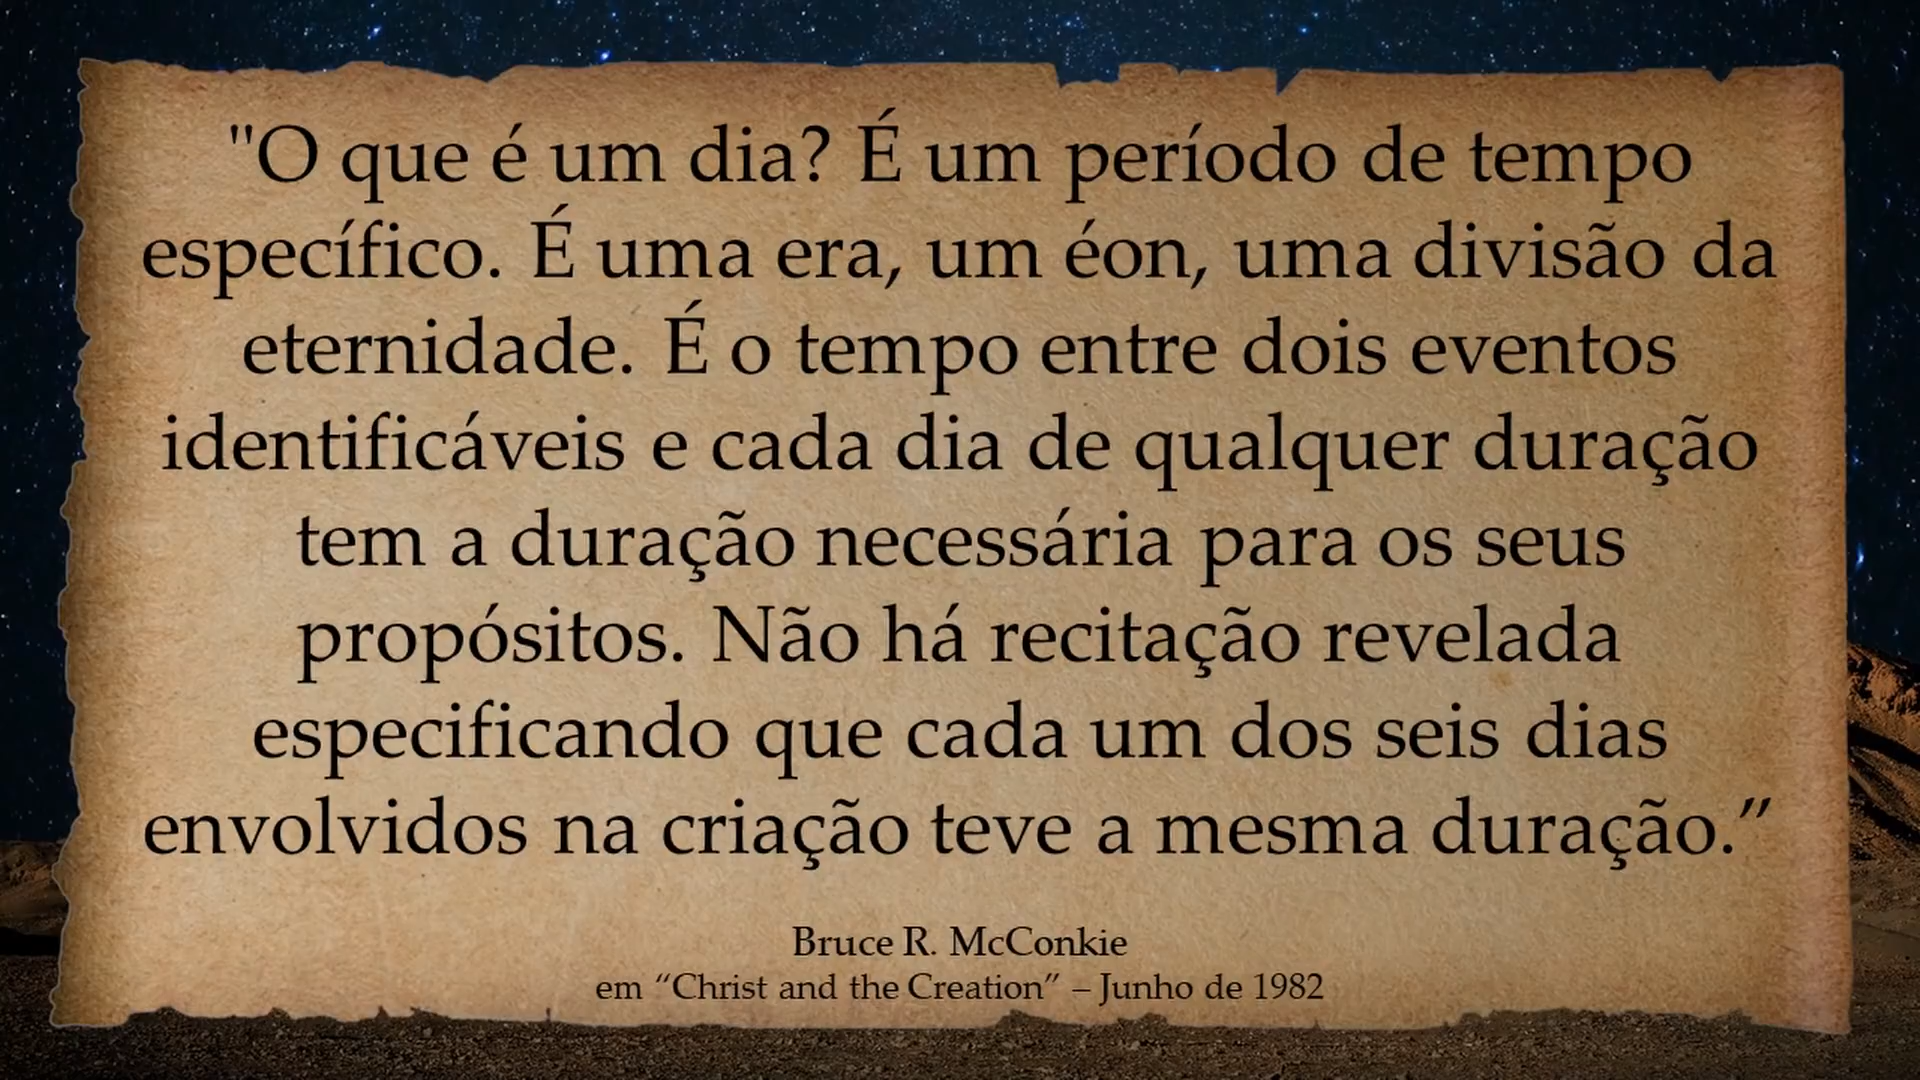 "O que é um dia? É um período de tempo
específico. É uma era, um éon, uma divisão da
eternidade. É o tempo entre dois eventos
identificáveis e cada dia de qualquer duração
tem a duração necessária para os seus
propósitos. Não há recitação revelada
especificando que cada um dos seis dias
envolvidos na criação teve a mesma duração.”
Bruce R. McConkie
em “Christ and the Creation” – Junho de 1982